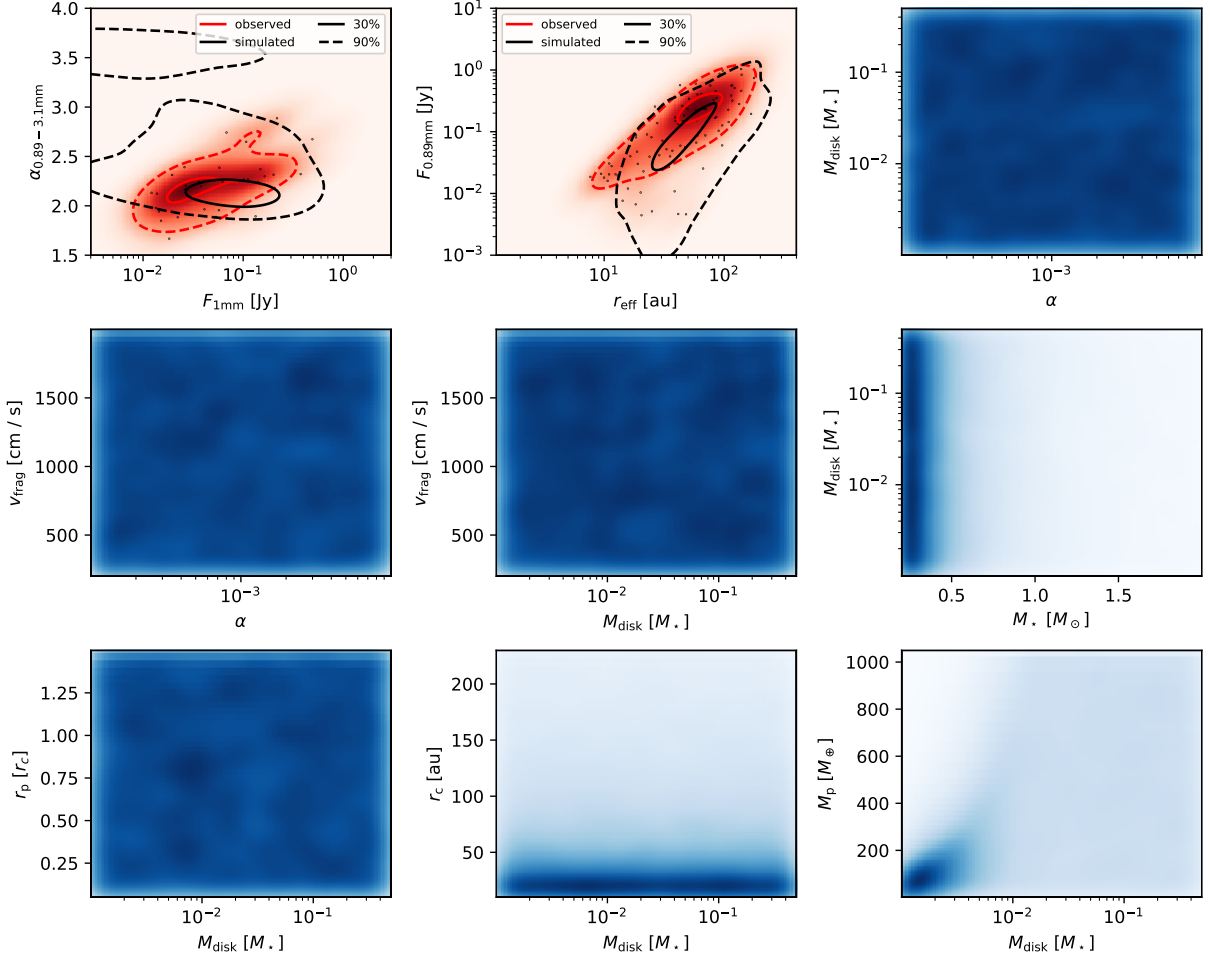 observed 30%
simulated 90%
4.0
3.5
3.0
2.5
2.0
1.5
α0.89−3.1mm
10−2 10−1 100
F1mm [Jy]
observed 30%
simulated 90%
101
100
10−1
10−2
10−3
F0.89mm [Jy]
101 102
reff [au]
10−1
10−2
Mdisk [M⋆]
10−3
α
1500
1000
500
vfrag [cm / s]
10−3
α
1500
1000
500
vfrag [cm / s]
10−2 10−1
Mdisk [M⋆]
10−1
10−2
Mdisk [M⋆]
0.5 1.0 1.5
M⋆ [M⊙]
1.25
1.00
0.75
0.50
0.25
rp [rc]
10−2 10−1
Mdisk [M⋆]
200
150
100
50
rc [au]
10−2 10−1
Mdisk [M⋆]
1000
800
600
400
200
Mp [M⊕]
10−2 10−1
Mdisk [M⋆]